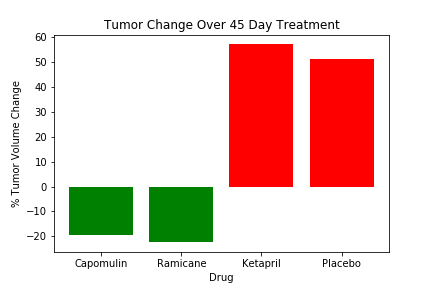 Tumor Change Over 45 Day Treatment
% Tumor Volume Change
60
50
40
30
20
10
0
−10
−20
Capomulin Ramicane Ketapril Placebo
Drug